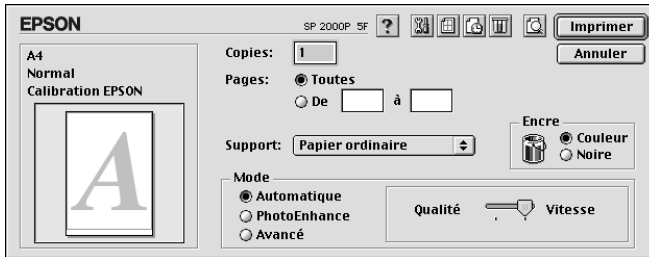 EPSON
SP 2000P 5F
?
Imprimer
Annuler
A4
Normal
Calibration EPSON
A
Copies: 1
Pages: Toutes
De à
Support: Papier ordinaire
Encre
Couleur
Noire
Mode
Automatique
PhotoEnhance
Avancé
Qualité Vitesse